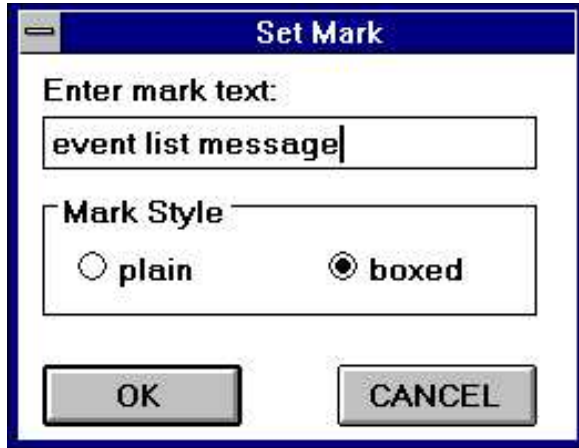 Set Mark
Enter mark text:
event list message
Mark Style
plain boxed
OK CANCEL